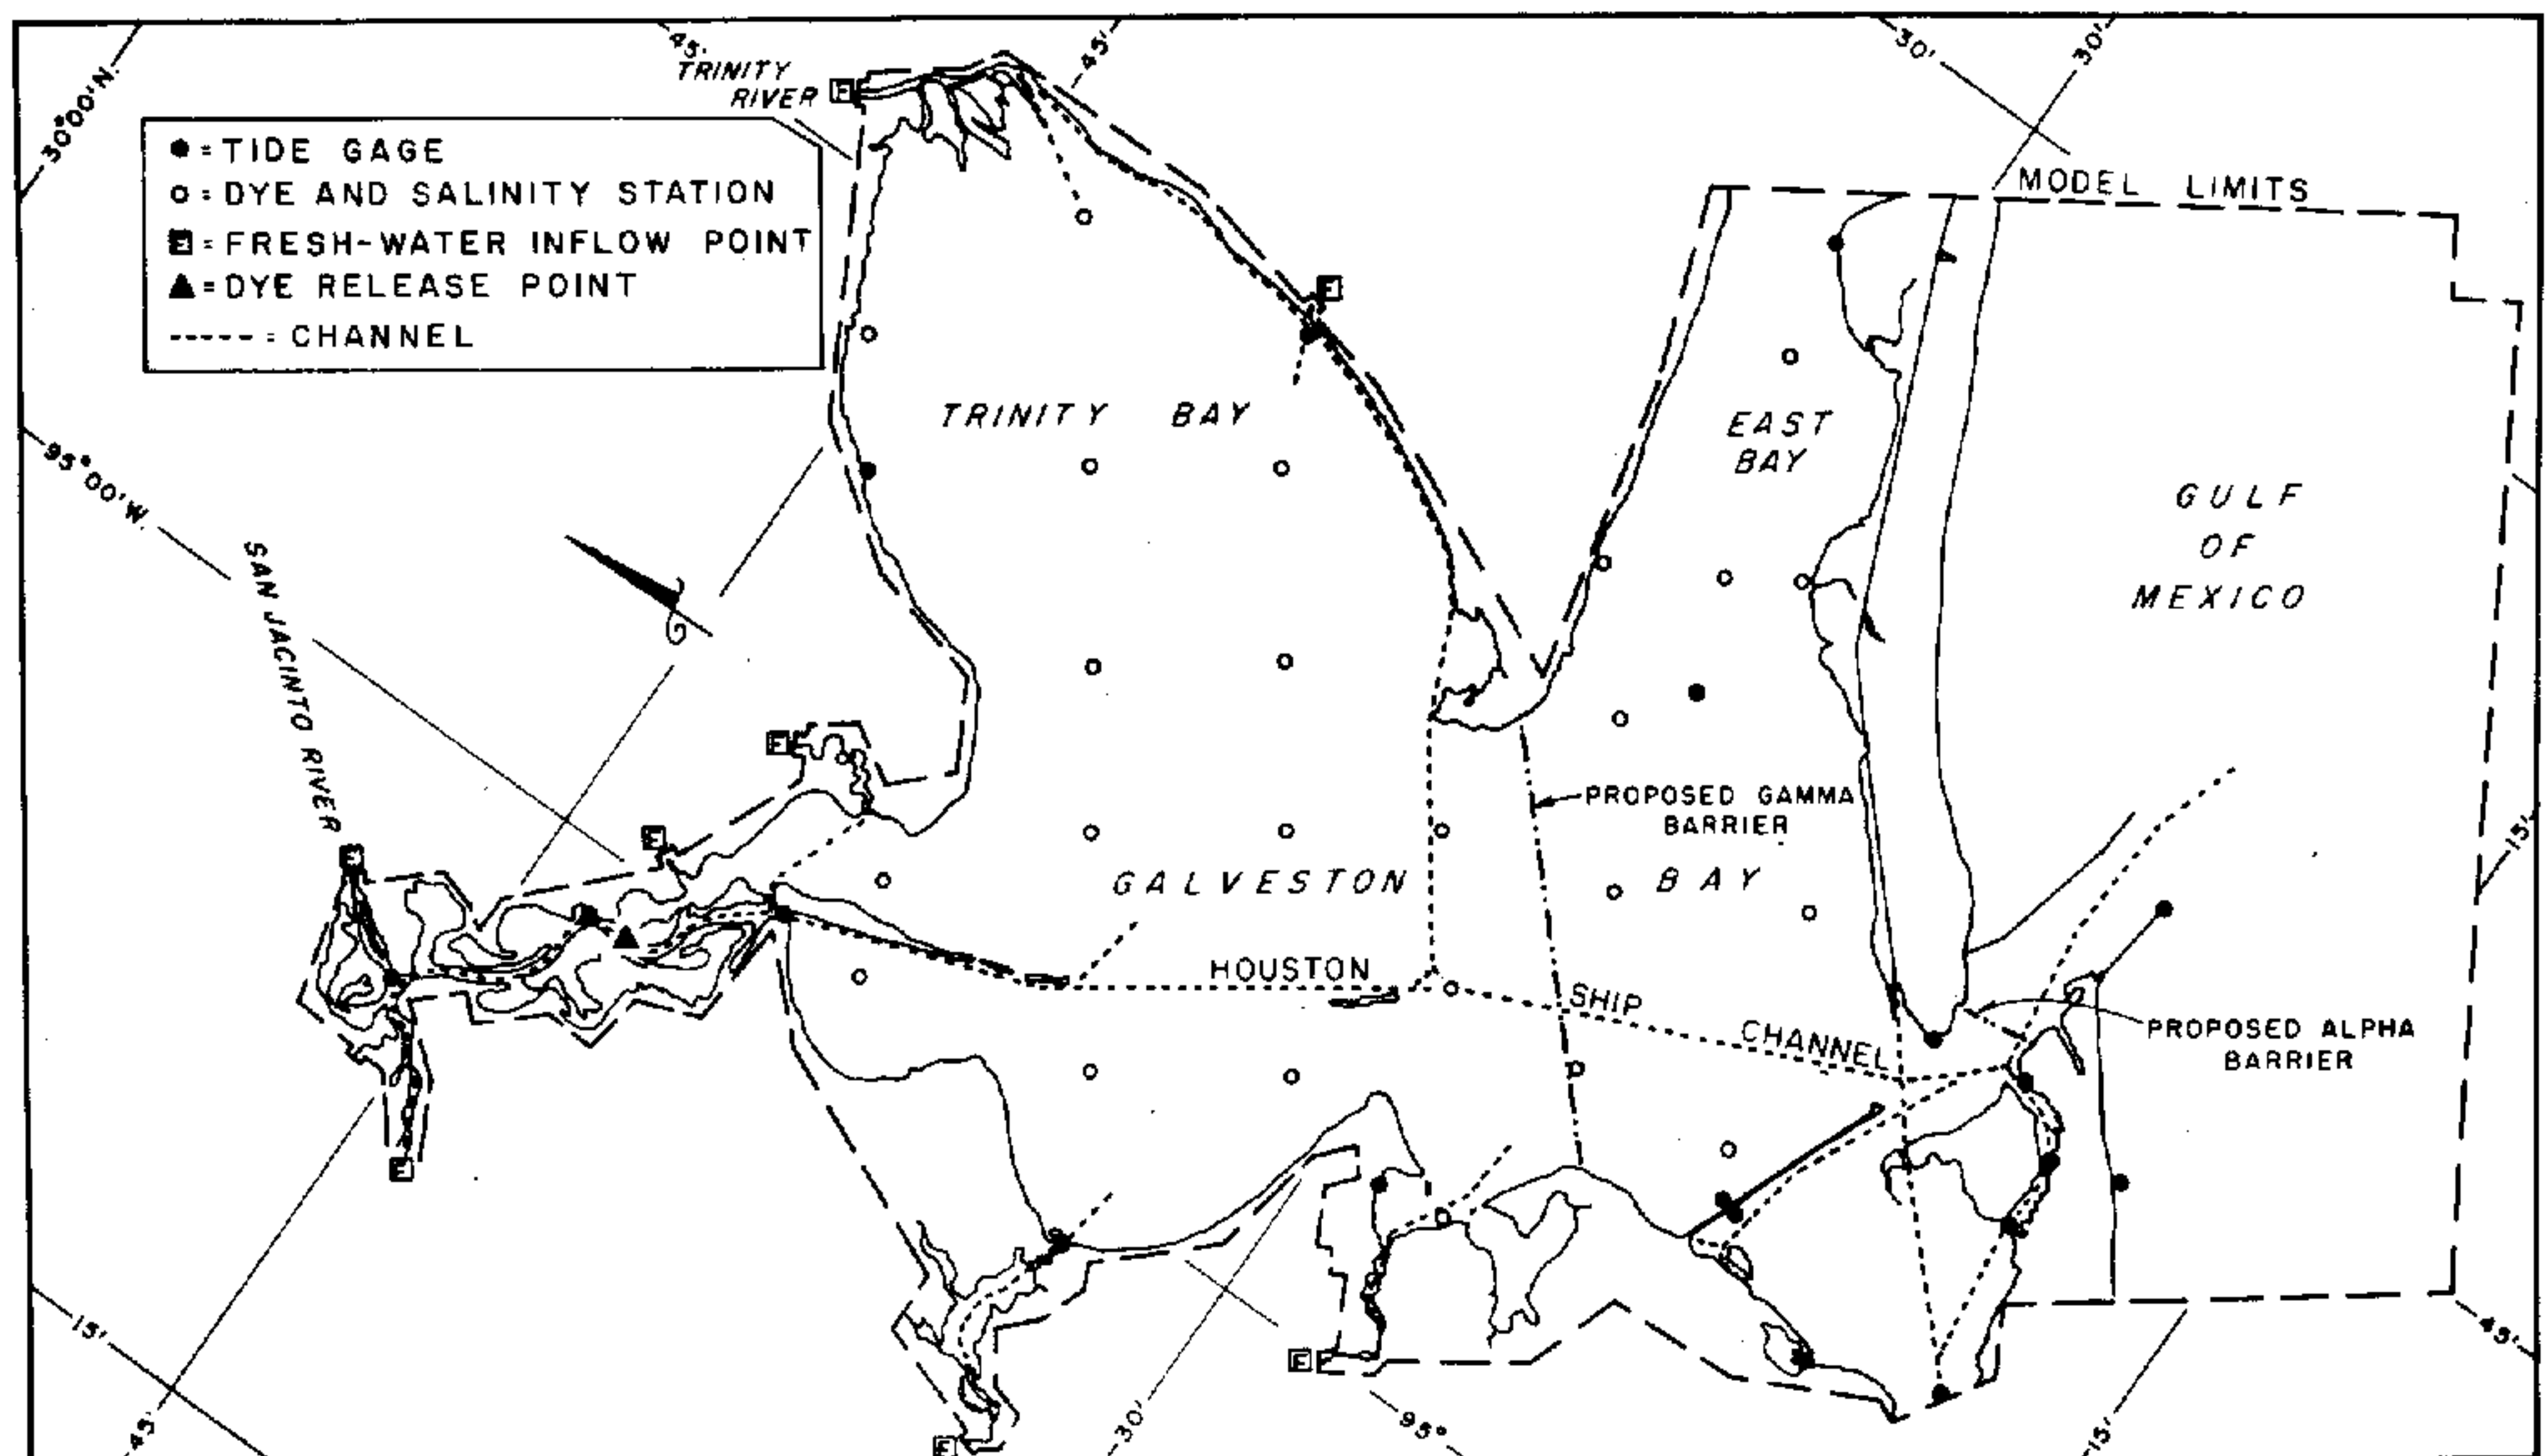 45'
45'
30'
30'
30°00'N.
TRINITY
RIVER
F
● = TIDE GAGE
o = DYE AND SALINITY STATION
F = FRESH-WATER INFLOW POINT
▲ = DYE RELEASE POINT
----- = CHANNEL
MODEL LIMITS
F
TRINITY BAY
EAST
BAY
GULF
OF
MEXICO
95°00'W.
SAN JACINTO RIVER
F
F
F
PROPOSED GAMMA
BARRIER
15'
GALVESTON BAY
HOUSTON SHIP CHANNEL
PROPOSED ALPHA
BARRIER
F
15'
45'
F
F
30'
95°
15'
45'